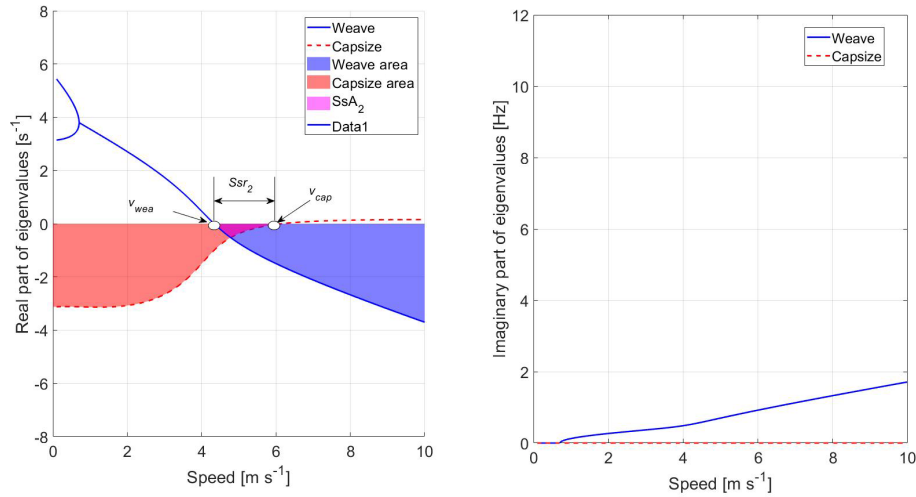 8
6
4
2
0
-2
-4
-6
-8
Real part of eigenvalues [s-1]
0
2
4
6
8
10
Speed [m s-1]
Weave
Capsize
Weave area
Capsize area
SsA2
Data1
Ssr2
vwea
vcap
12
10
8
6
4
2
0
Imaginary part of eigenvalues [Hz]
0
2
4
6
8
10
Speed [m s-1]
Weave
Capsize